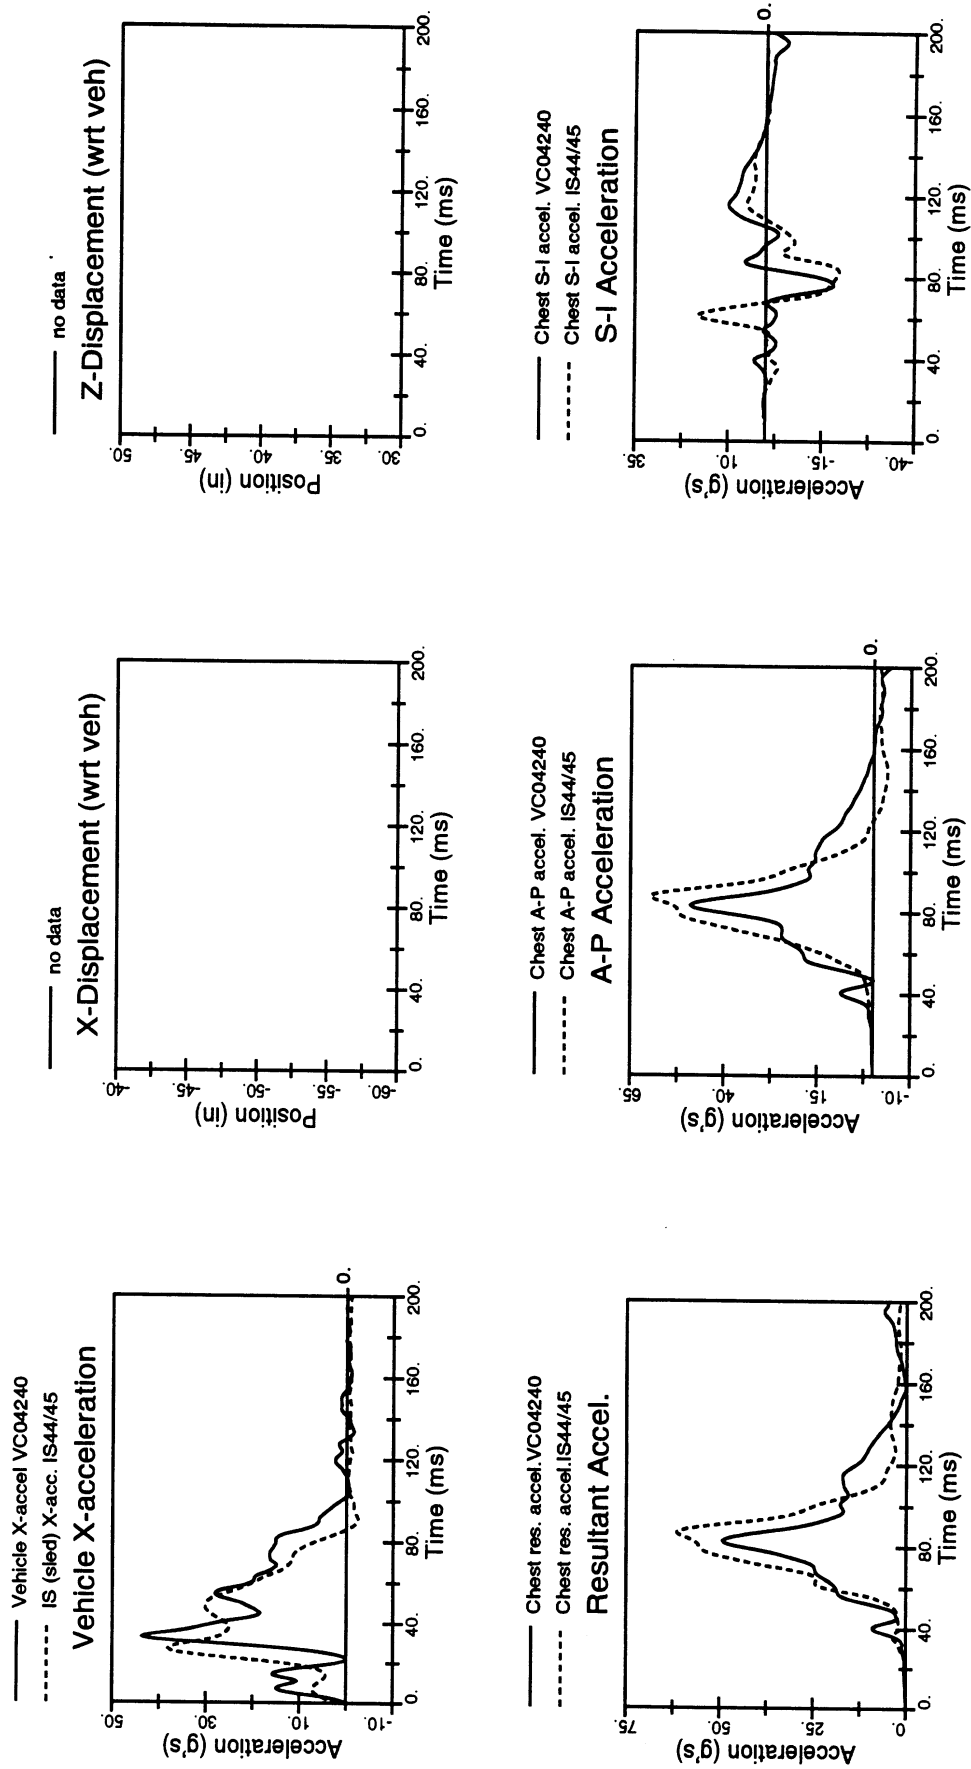 Vehicle X-accel VC04240
IS (sled) X-acc. IS44/45
Vehicle X-acceleration
50.
30.
10.
-10.
Acceleration (g's)
0.
0.
40.
80.
120.
160.
200.
Time (ms)
no data
X-Displacement (wrt veh)
-40.
-45.
-50.
-55.
-60.
Position (in)
0.
40.
80.
120.
160.
200.
Time (ms)
no data
Z-Displacement (wrt veh)
50.
45.
40.
35.
30.
Position (in)
0.
40.
80.
120.
160.
200.
Time (ms)
Chest res. accel.VC04240
Chest res. accel.IS44/45
Resultant Accel.
75.
50.
25.
0.
Acceleration (g's)
0.
40.
80.
120.
160.
200.
Time (ms)
Chest A-P accel. VC04240
Chest A-P accel. IS44/45
A-P Acceleration
65.
40.
15.
-10.
Acceleration (g's)
0.
0.
40.
80.
120.
160.
200.
Time (ms)
Chest S-I accel. VC04240
Chest S-I accel. IS44/45
S-I Acceleration
35.
10.
-15.
-40.
Acceleration (g's)
0.
0.
40.
80.
120.
160.
200.
Time (ms)